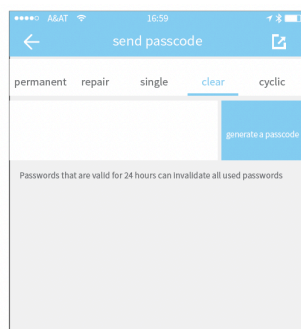 A&AT 16:59
send passcode
permanent repair single clear cyclic
generate a passcode
Passwords that are valid for 24 hours can invalidate all used passwords